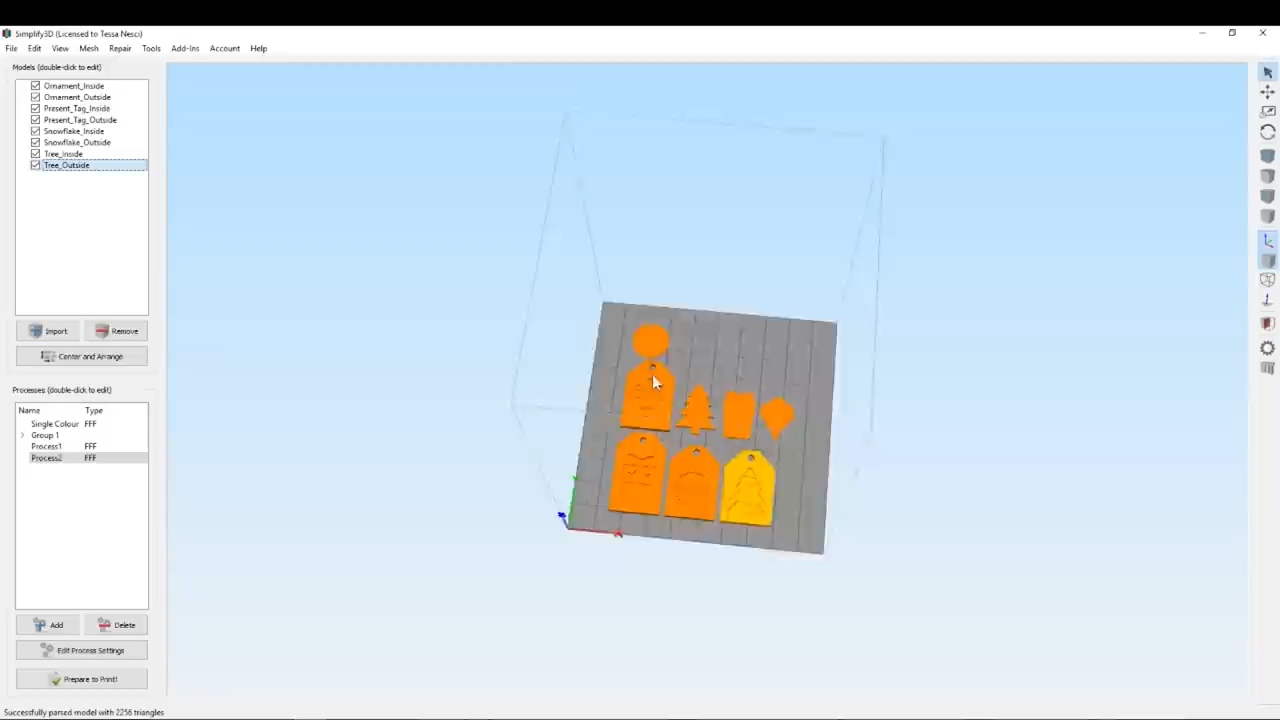 Simplify3D (Licensed to Tessa Nesci)
File Edit View Mesh Repair Tools Add-Ins Account Help
Models (double-click to edit)
Ornament_Inside
Ornament_Outside
Present_Tag_Inside
Present_Tag_Outside
Snowflake_Inside
Snowflake_Outside
Tree_Inside
Tree_Outside
Import Remove
Center and Arrange
Processes (double-click to edit)
Name Type
Single Colour FFF
Group 1
Process1 FFF
Process2 FFF
Add Delete
Edit Process Settings
Prepare to Print!
Successfully parsed model with 2256 triangles